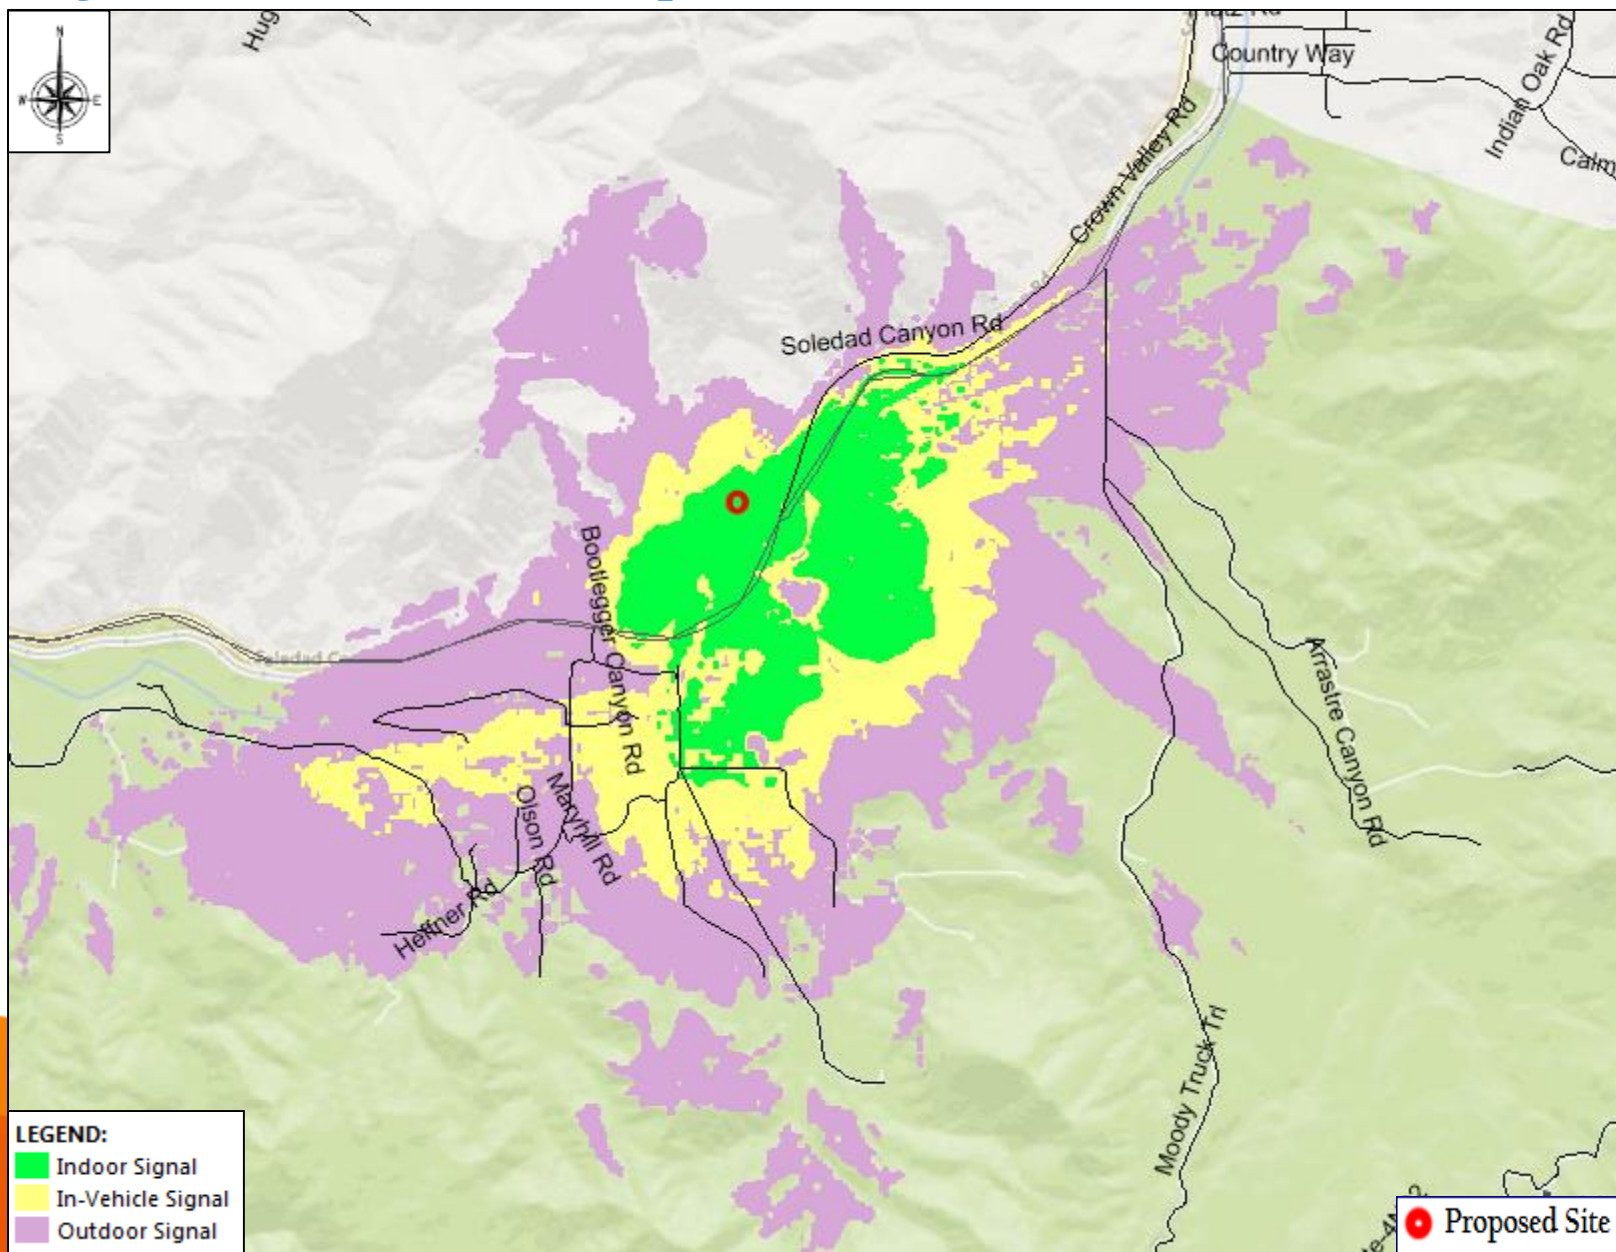 N
W
E
S
Hug
Country Way
Indian Oak Rd
Crown Valley Rd
Soledad Canyon Rd
Bootlegger Canyon Rd
Arrastre Canyon Rd
Maryhill Rd
Olson Rd
Heffner Rd
Moody Truck Trl
LEGEND:
Indoor Signal
In-Vehicle Signal
Outdoor Signal
Proposed Site